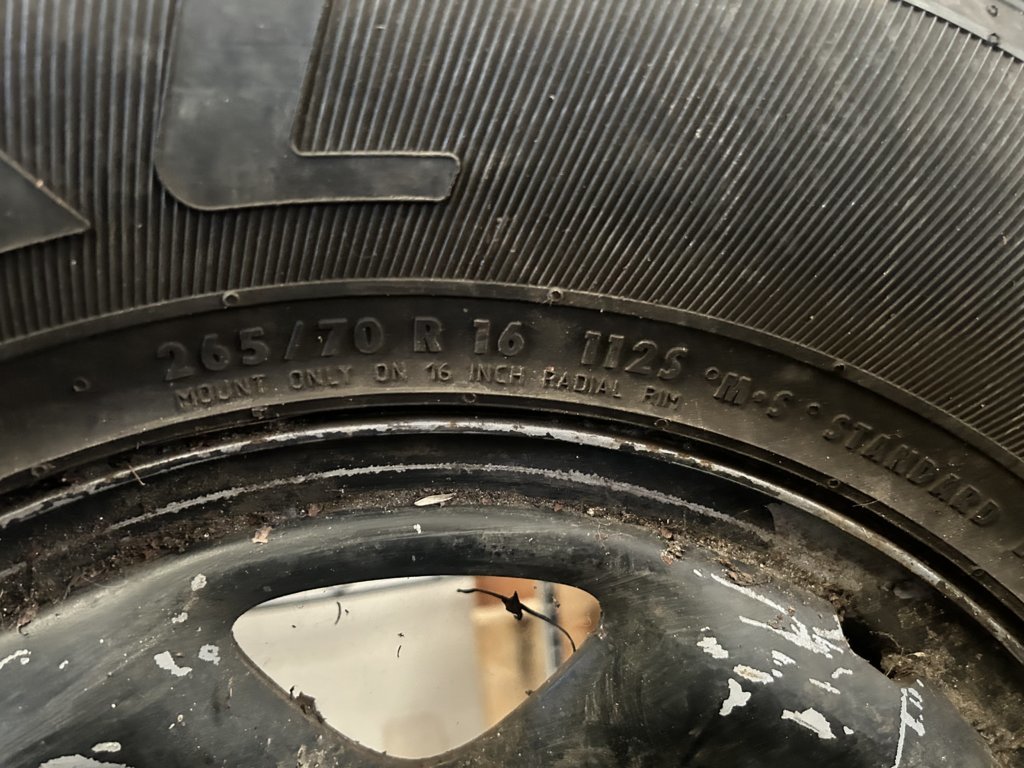 265/70 R 16 112S °M•S° STANDARD
MOUNT ONLY ON 16 INCH RADIAL RIM